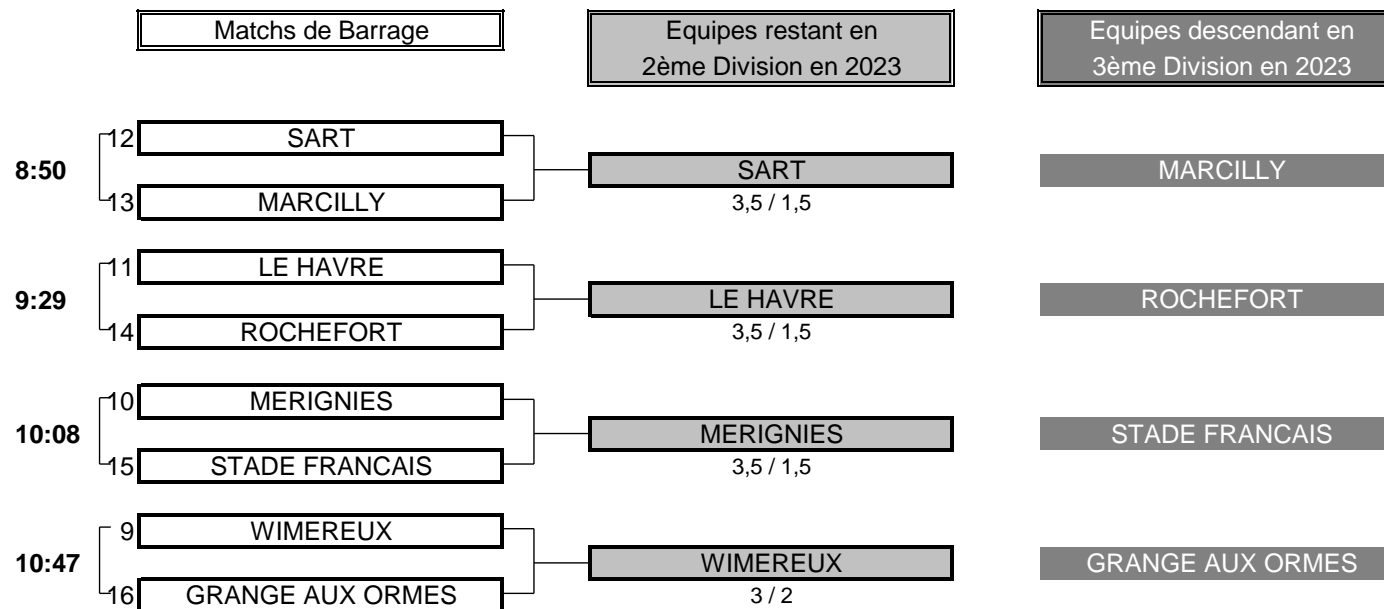 Matchs de Barrage
Equipes restant en
2ème Division en 2023
Equipes descendant en
3ème Division en 2023
12 SART
8:50 SART MARCILLY
13 MARCILLY 3,5 / 1,5
11 LE HAVRE
9:29 LE HAVRE ROCHEFORT
14 ROCHEFORT 3,5 / 1,5
10 MERIGNIES
10:08 MERIGNIES STADE FRANCAIS
15 STADE FRANCAIS 3,5 / 1,5
9 WIMEREUX
10:47 WIMEREUX GRANGE AUX ORMES
16 GRANGE AUX ORMES 3 / 2